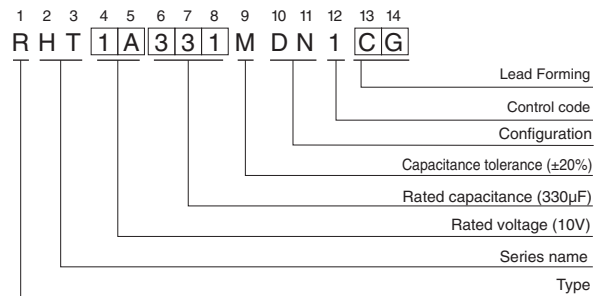 1 2 3 4 5 6 7 8 9 10 11 12 13 14
R H T 1 A 3 3 1 M D N 1 C G
Lead Forming
Control code
Configuration
Capacitance tolerance (±20%)
Rated capacitance (330µF)
Rated voltage (10V)
Series name
Type